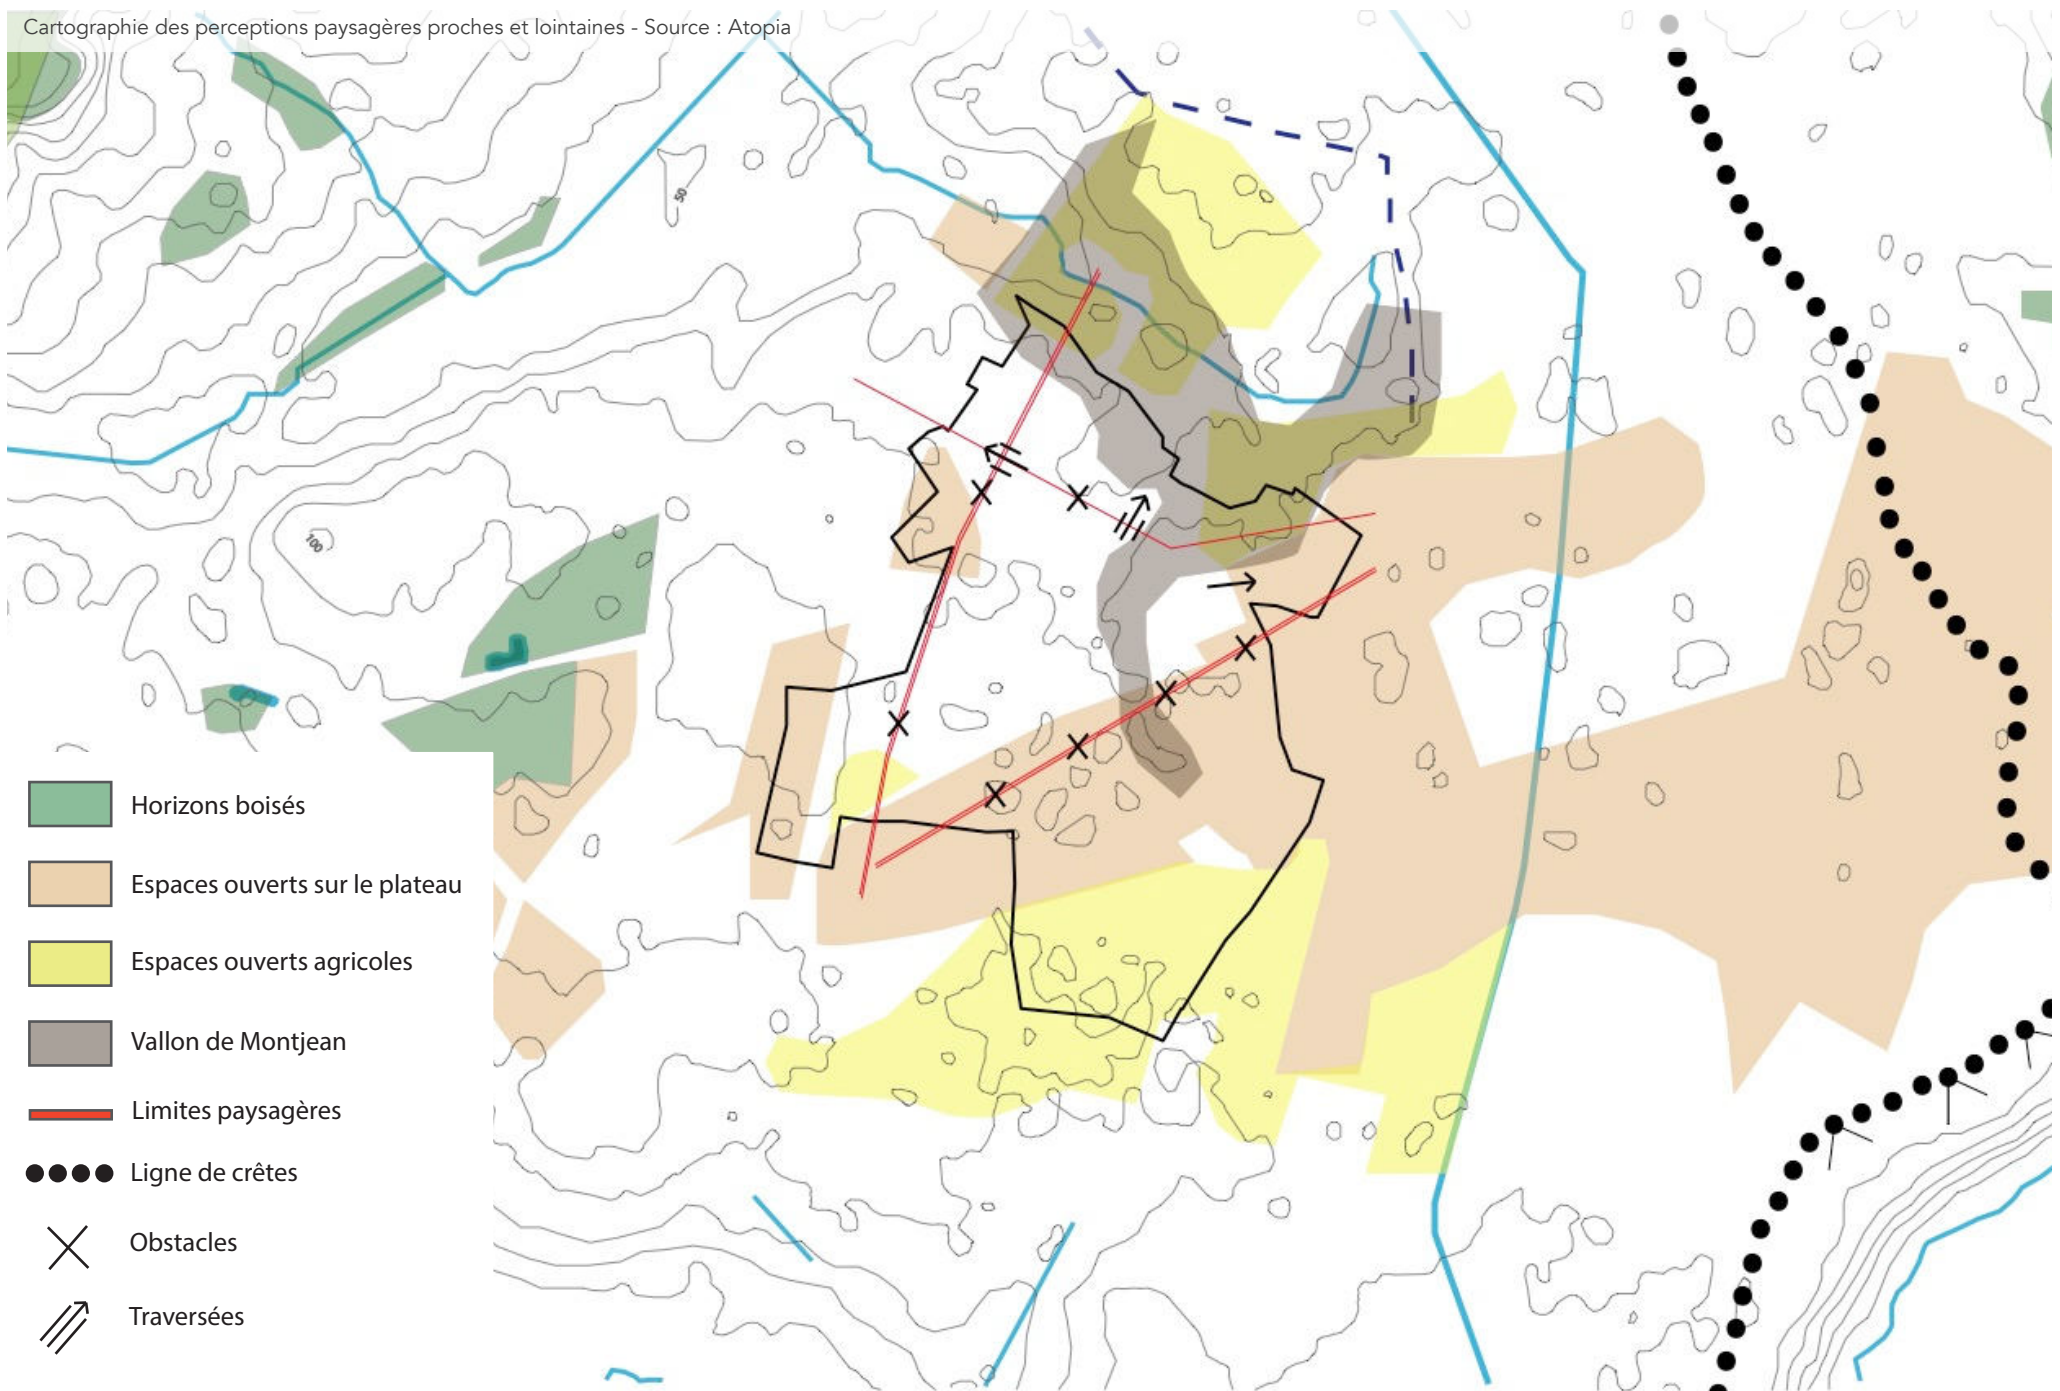 Cartographie des perceptions paysagères proches et lointaines - Source : Atopia
50
100
Horizons boisés
Espaces ouverts sur le plateau
Espaces ouverts agricoles
Vallon de Montjean
Limites paysagères
Ligne de crêtes
Obstacles
Traversées